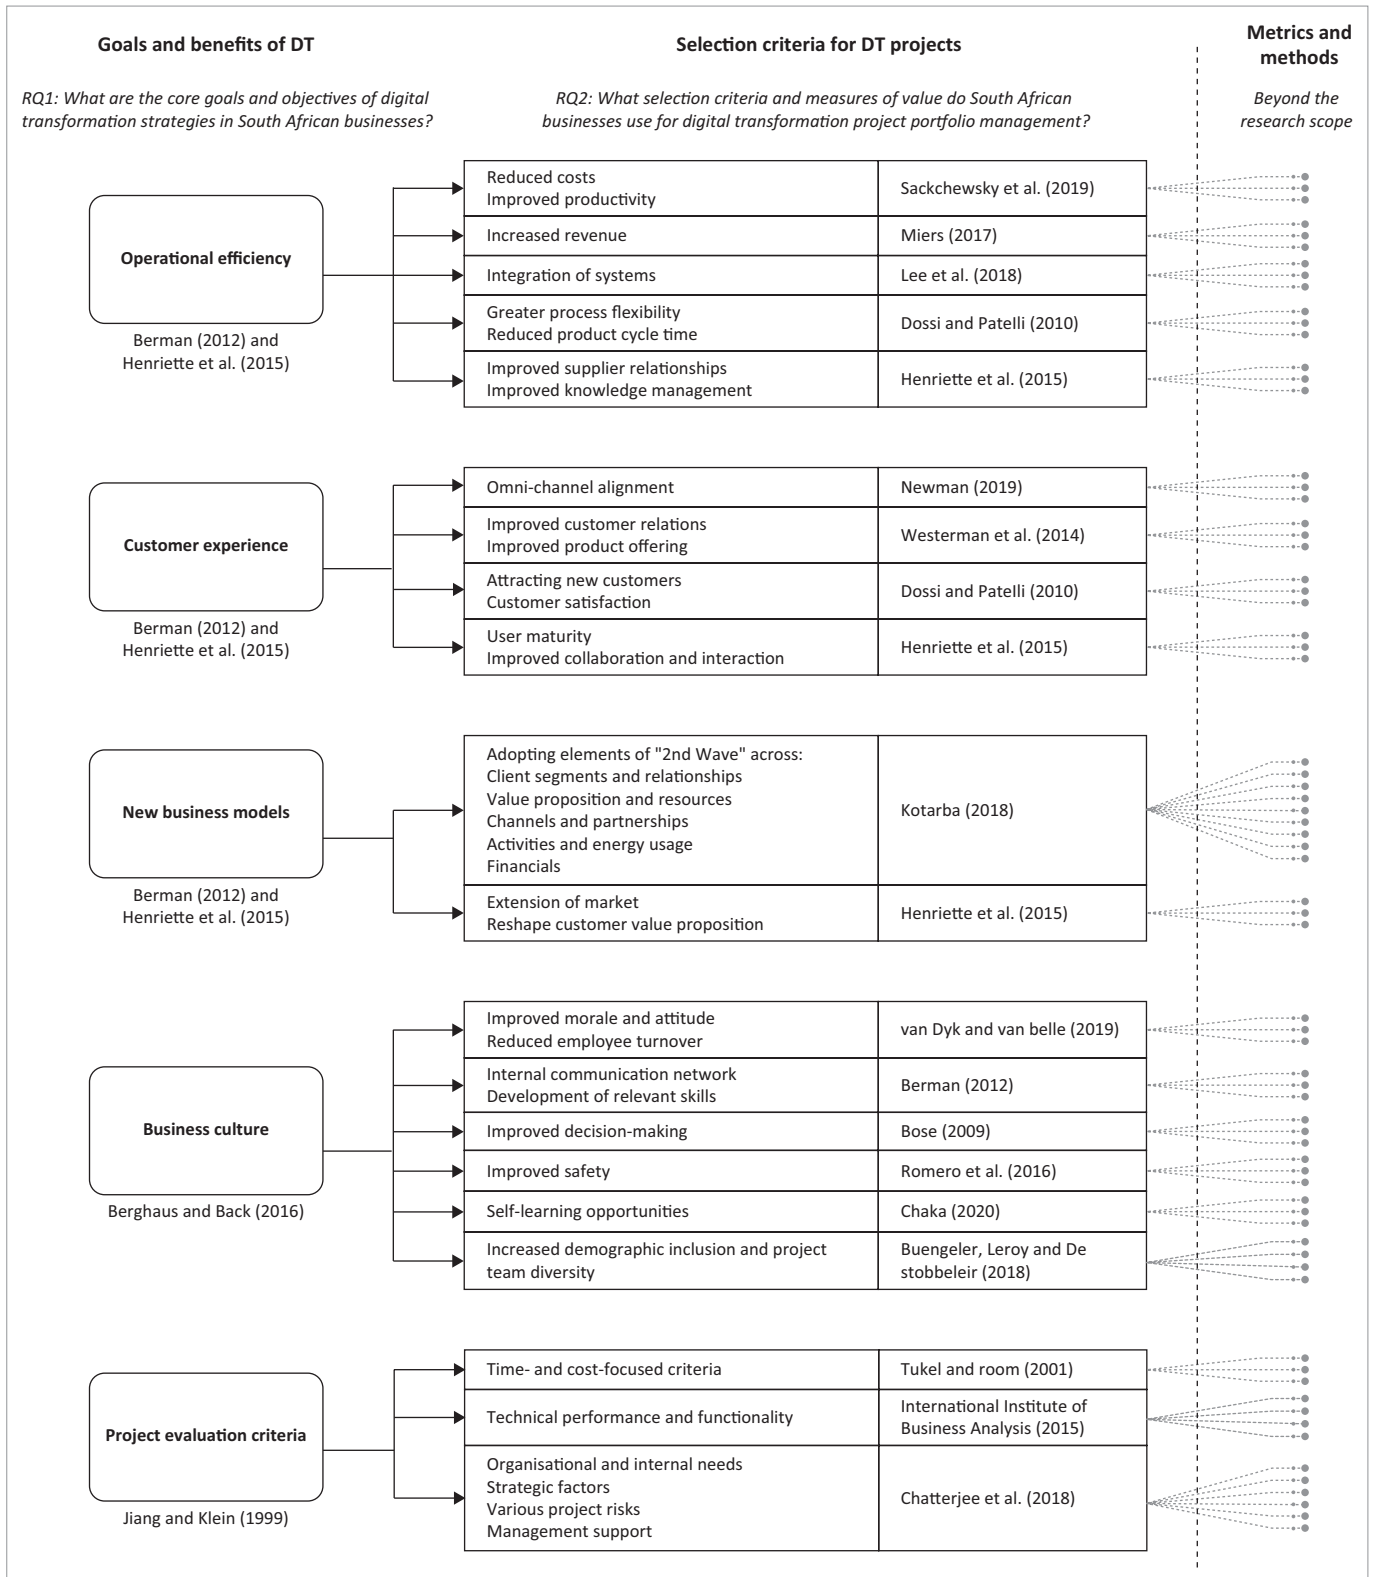 Goals and benefits of DT
Selection criteria for DT projects
Metrics and
methods
RQ1: What are the core goals and objectives of digital
transformation strategies in South African businesses?
RQ2: What selection criteria and measures of value do South African
businesses use for digital transformation project portfolio management?
Beyond the
research scope
Operational efficiency
Berman (2012) and
Henriette et al. (2015)
Reduced costs
Improved productivity
Sackchewsky et al. (2019)
Increased revenue
Miers (2017)
Integration of systems
Lee et al. (2018)
Greater process flexibility
Reduced product cycle time
Dossi and Patelli (2010)
Improved supplier relationships
Improved knowledge management
Henriette et al. (2015)
Customer experience
Berman (2012) and
Henriette et al. (2015)
Omni-channel alignment
Newman (2019)
Improved customer relations
Improved product offering
Westerman et al. (2014)
Attracting new customers
Customer satisfaction
Dossi and Patelli (2010)
User maturity
Improved collaboration and interaction
Henriette et al. (2015)
New business models
Berman (2012) and
Henriette et al. (2015)
Adopting elements of "2nd Wave" across:
Client segments and relationships
Value proposition and resources
Channels and partnerships
Activities and energy usage
Financials
Kotarba (2018)
Extension of market
Reshape customer value proposition
Henriette et al. (2015)
Business culture
Berghaus and Back (2016)
Improved morale and attitude
Reduced employee turnover
van Dyk and van belle (2019)
Internal communication network
Development of relevant skills
Berman (2012)
Improved decision-making
Bose (2009)
Improved safety
Romero et al. (2016)
Self-learning opportunities
Chaka (2020)
Increased demographic inclusion and project
team diversity
Buengeler, Leroy and De
stobbeleir (2018)
Project evaluation criteria
Jiang and Klein (1999)
Time- and cost-focused criteria
Tukel and room (2001)
Technical performance and functionality
International Institute of
Business Analysis (2015)
Organisational and internal needs
Strategic factors
Various project risks
Management support
Chatterjee et al. (2018)